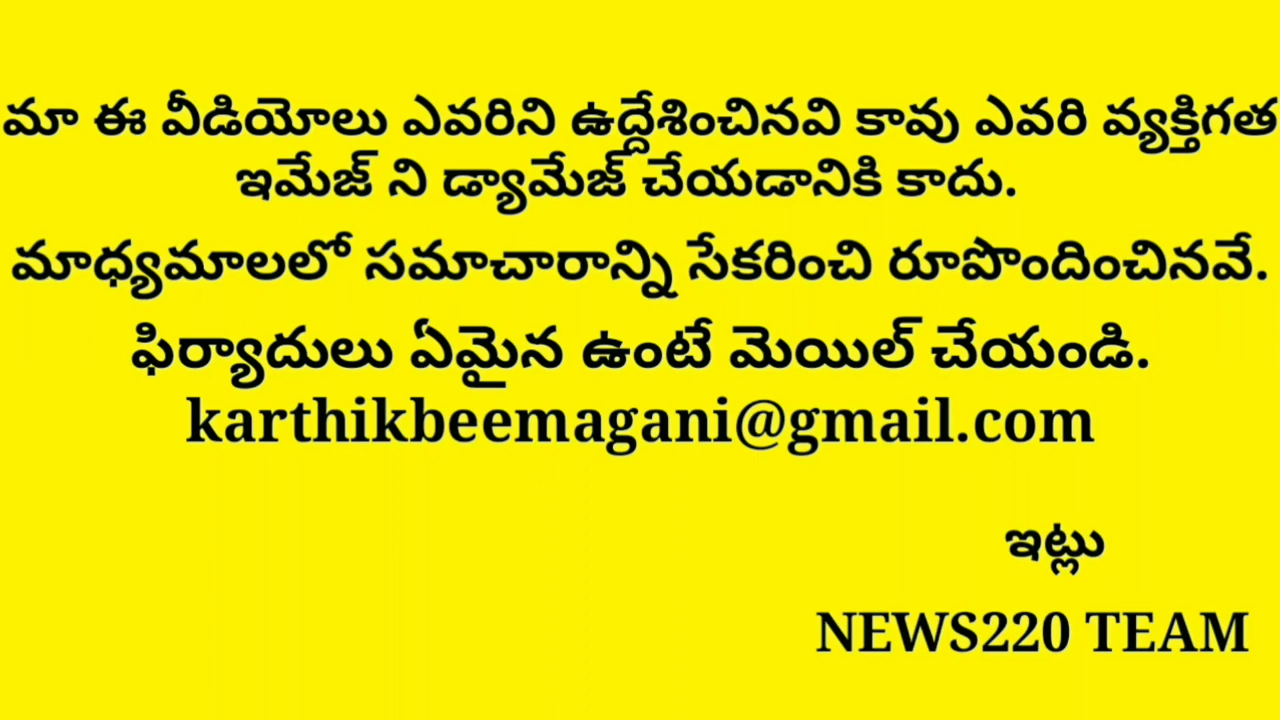 మా ఈ వీడియోలు ఎవరిని ఉద్దేశించినవి కావు ఎవరి వ్యక్తిగత
ఇమేజ్ ని డ్యామేజ్ చేయడానికి కాదు.
మాధ్యమాలలో సమాచారాన్ని సేకరించి రూపొందించినవే.
ఫిర్యాదులు ఏమైన ఉంటే మెయిల్ చేయండి.
karthikbeemagani@gmail.com
ఇట్లు
NEWS220 TEAM